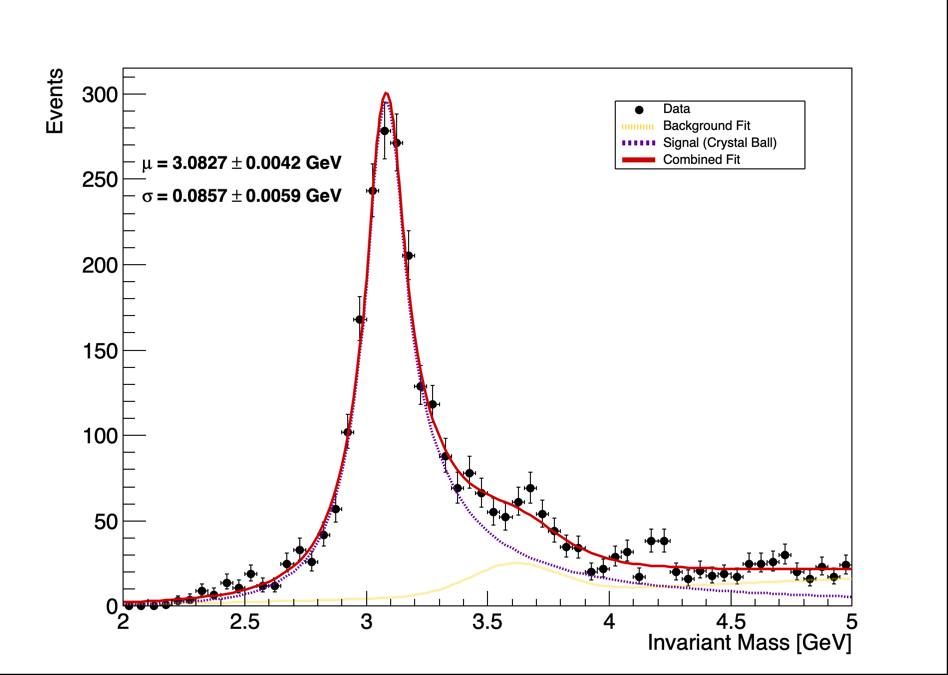 Events
300
250
200
150
100
50
0
μ = 3.0827 ± 0.0042 GeV
σ = 0.0857 ± 0.0059 GeV
Data
Background Fit
Signal (Crystal Ball)
Combined Fit
2 2.5 3 3.5 4 4.5 5
Invariant Mass [GeV]